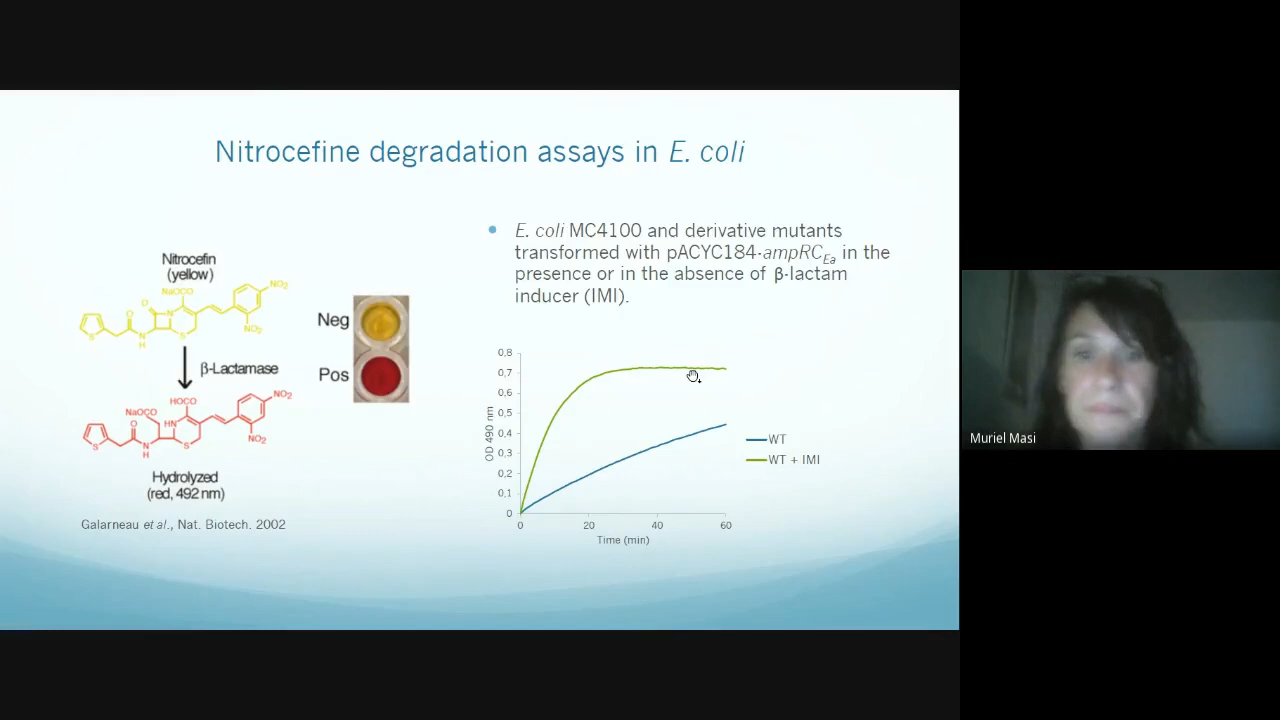 Nitrocefine degradation assays in E. coli
Nitrocefin
(yellow)
NaOCO
NO2
O
N
O
N
H
S
S
NO2
β-Lactamase
Neg
Pos
HOCO
NaOCO
NO2
O
HN
N
H
S
S
NO2
Hydrolyzed
(red, 492 nm)
Galarneau et al., Nat. Biotech. 2002
• E. coli MC4100 and derivative mutants
transformed with pACYC184-ampRCEa in the
presence or in the absence of β-lactam
inducer (IMI).
0,8
0,7
0,6
0,5
0,4
0,3
0,2
0,1
0
OD 490 nm
0 20 40 60
Time (min)
WT
WT + IMI
Muriel Masi